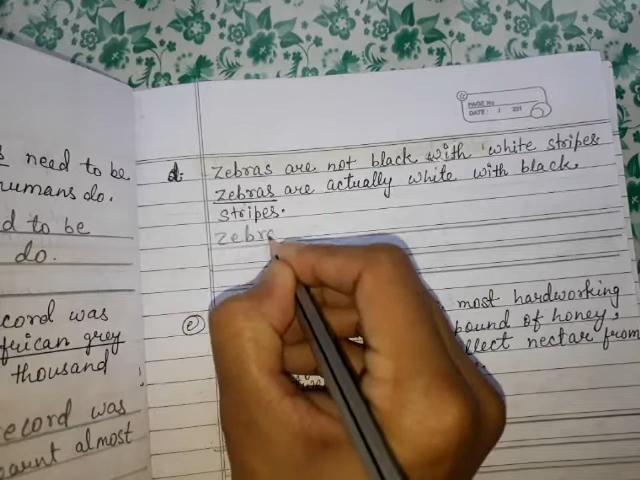 need to be
humans do.
d to be
do.
cord was
frican grey
thousand
ecord was
almost
PAGE No
DATE:
d. Zebras are not black with white stripes
zebras are actually white with black.
stripes.
zebra
e) most hardworking
pound of honey.
nectar from